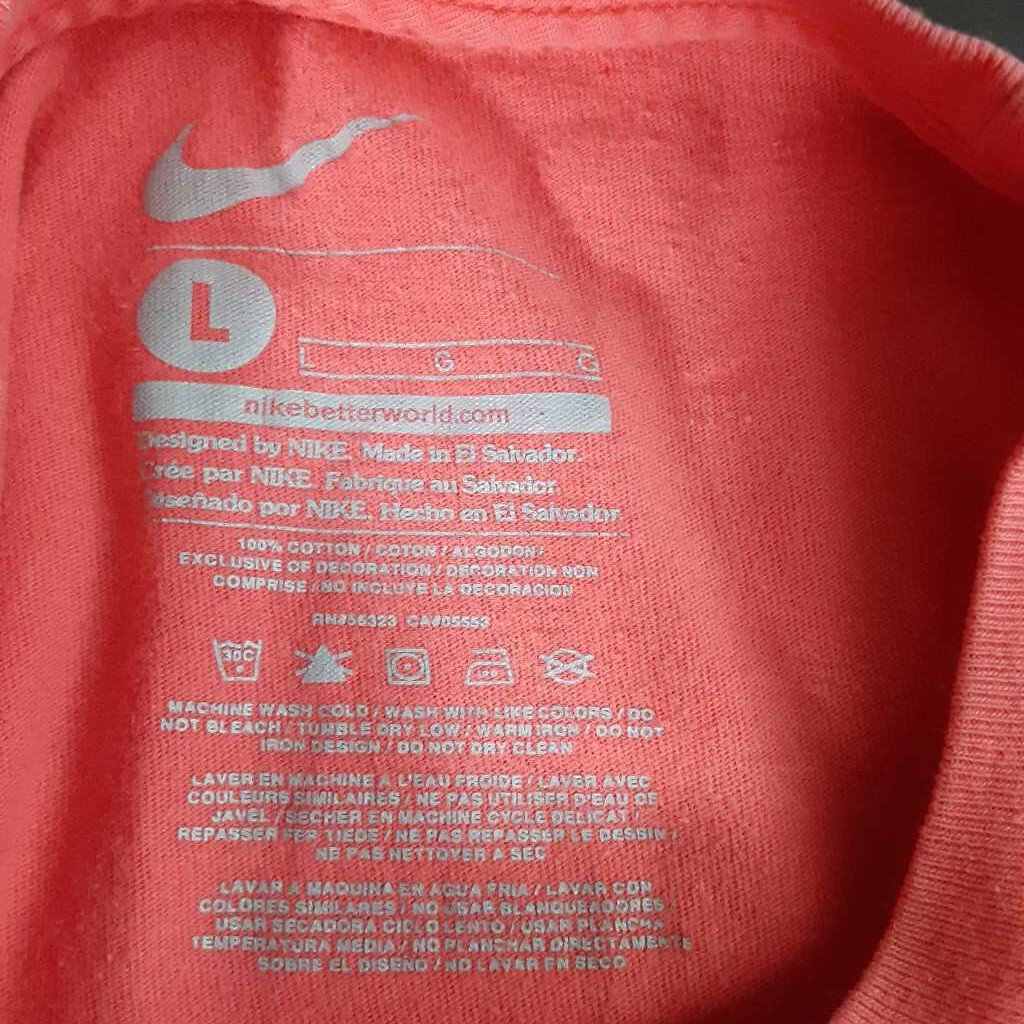 L
L G G
nikebetterworld.com
Designed by NIKE. Made in El Salvador.
Crée par NIKE. Fabrique au Salvador.
Diseñado por NIKE. Hecho en El Salvador
100% COTTON / COTON / ALGODON /
EXCLUSIVE OF DECORATION / DECORATION NON
COMPRISE / NO INCLUYE LA DECORACION
RN#56323 CA#05553
30C
MACHINE WASH COLD / WASH WITH LIKE COLORS / DO
NOT BLEACH / TUMBLE DRY LOW / WARM IRON / DO NOT
IRON DESIGN / DO NOT DRY CLEAN
LAVER EN MACHINE A L'EAU FROIDE / LAVER AVEC
COULEURS SIMILAIRES / NE PAS UTILISER D'EAU DE
JAVEL / SECHER EN MACHINE CYCLE DELICAT /
REPASSER FER TIEDE / NE PAS REPASSER LE DESSIN /
NE PAS NETTOYER A SEC
LAVAR A MAQUINA EN AGUA FRIA / LAVAR CON
COLORES SIMILARES / NO USAR BLANQUEADORES /
USAR SECADORA CICLO LENTO / USAR PLANCHA
TEMPERATURA MEDIA / NO PLANCHAR DIRECTAMENTE
SOBRE EL DISENO / NO LAVAR EN SECO